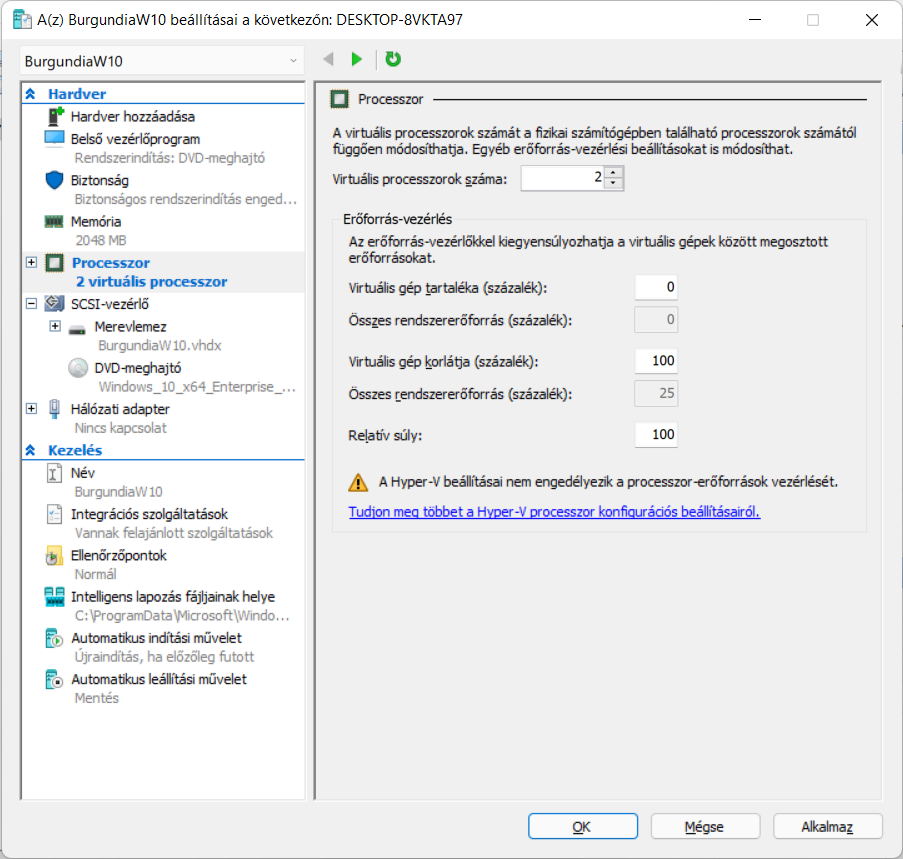 A(z) BurgundiaW10 beállításai a következőn: DESKTOP-8VKTA97
BurgundiaW10
Hardver
Hardver hozzáadása
Belső vezérlőprogram
Rendszerindítás: DVD-meghajtó
Biztonság
Biztonságos rendszerindítás enged...
Memória
2048 MB
Processzor
2 virtuális processzor
SCSI-vezérlő
Merevlemez
BurgundiaW10.vhdx
DVD-meghajtó
Windows_10_x64_Enterprise_...
Hálózati adapter
Nincs kapcsolat
Kezelés
Név
BurgundiaW10
Integrációs szolgáltatások
Vannak felajánlott szolgáltatások
Ellenőrzőpontok
Normál
Intelligens lapozás fájljainak helye
C:\ProgramData\Microsoft\Windo...
Automatikus indítási művelet
Újraindítás, ha előzőleg futott
Automatikus leállítási művelet
Mentés
Processzor
A virtuális processzorok számát a fizikai számítógépben található processzorok számától
függően módosíthatja. Egyéb erőforrás-vezérlési beállításokat is módosíthat.
Virtuális processzorok száma: 2
Erőforrás-vezérlés
Az erőforrás-vezérlőkkel kiegyensúlyozhatja a virtuális gépek között megosztott
erőforrásokat.
Virtuális gép tartaléka (százalék): 0
Összes rendszererőforrás (százalék): 0
Virtuális gép korlátja (százalék): 100
Összes rendszererőforrás (százalék): 25
Relatív súly: 100
A Hyper-V beállításai nem engedélyezik a processzor-erőforrások vezérlését.
Tudjon meg többet a Hyper-V processzor konfigurációs beállításairól.
OK Mégse Alkalmaz